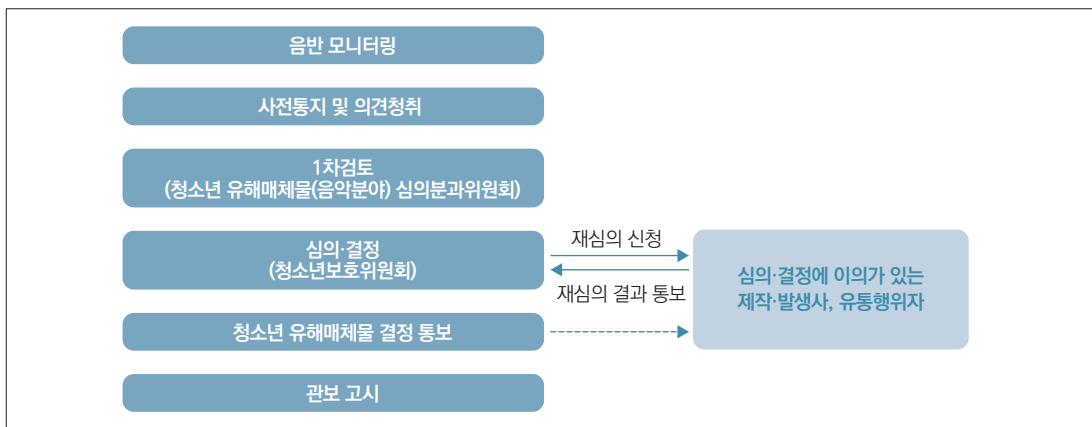 음반 모니터링
사전통지 및 의견청취
1차검토
(청소년 유해매체물(음악분야) 심의분과위원회)
심의·결정
(청소년보호위원회)
재심의 신청
재심의 결과 통보
심의·결정에 이의가 있는
제작·발생사, 유통행위자
청소년 유해매체물 결정 통보
관보 고시